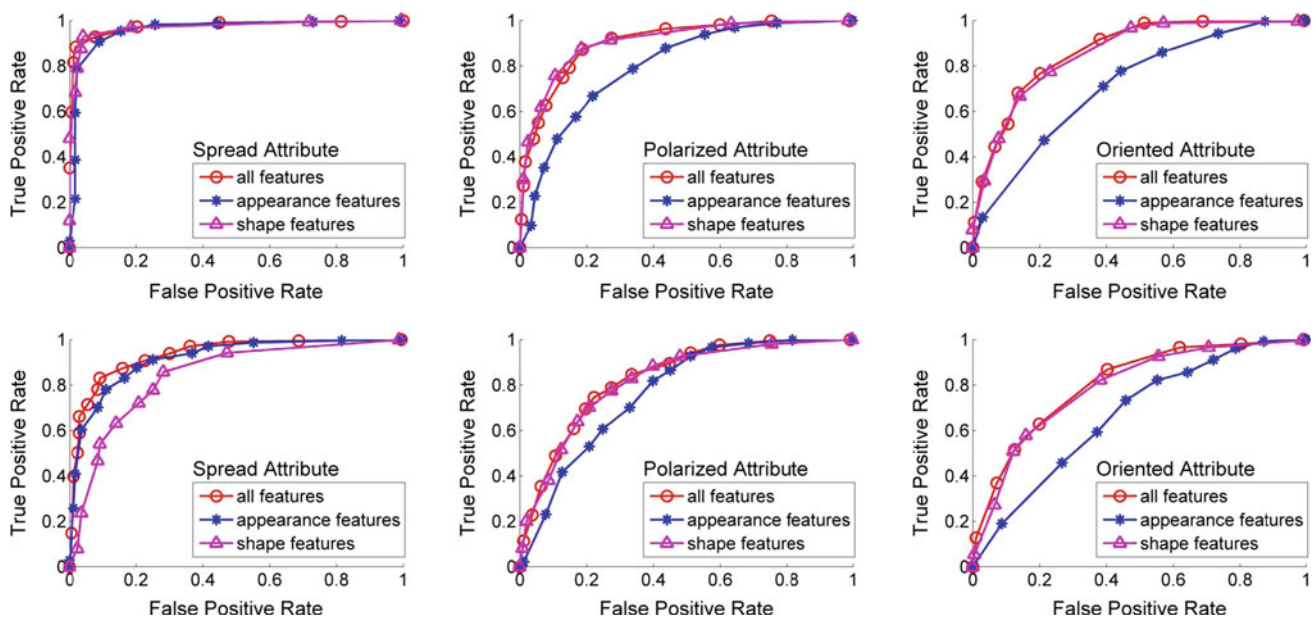 1
0.8
0.6
0.4
0.2
0
True Positive Rate
Spread Attribute
all features
appearance features
shape features
0 0.2 0.4 0.6 0.8 1
False Positive Rate
1
0.8
0.6
0.4
0.2
0
True Positive Rate
Polarized Attribute
all features
appearance features
shape features
0 0.2 0.4 0.6 0.8 1
False Positive Rate
1
0.8
0.6
0.4
0.2
0
True Positive Rate
Oriented Attribute
all features
appearance features
shape features
0 0.2 0.4 0.6 0.8 1
False Positive Rate
1
0.8
0.6
0.4
0.2
0
True Positive Rate
Spread Attribute
all features
appearance features
shape features
0 0.2 0.4 0.6 0.8 1
False Positive Rate
1
0.8
0.6
0.4
0.2
0
True Positive Rate
Polarized Attribute
all features
appearance features
shape features
0 0.2 0.4 0.6 0.8 1
False Positive Rate
1
0.8
0.6
0.4
0.2
0
True Positive Rate
Oriented Attribute
all features
appearance features
shape features
0 0.2 0.4 0.6 0.8 1
False Positive Rate